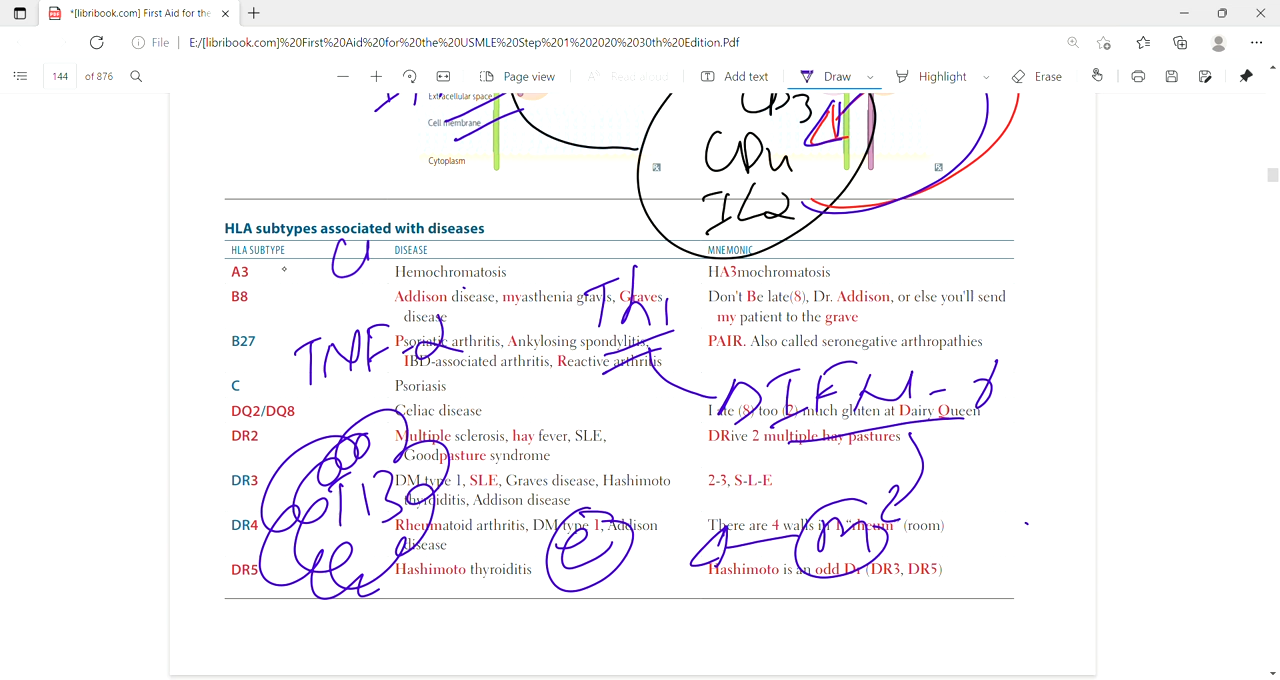 *[libribook.com] First Aid for the
File
E:/[libribook.com]%20First%20Aid%20for%20the%20USMLE%20Step%201%202020%2030th%20Edition.Pdf
144 of 876
Page view
Read aloud
Add text
Draw
Highlight
Erase
Extracellular space
Cell membrane
Cytoplasm
CD3
CD4
IL2
HLA subtypes associated with diseases
HLA SUBTYPE DISEASE MNEMONIC
A3 Hemochromatosis HA3mochromatosis
B8 Addison disease, myasthenia gravis, Graves disease Don't Be late(8), Dr. Addison, or else you'll send my patient to the grave
B27 Psoriatic arthritis, Ankylosing spondylitis, IBD-associated arthritis, Reactive arthritis PAIR. Also called seronegative arthropathies
C Psoriasis
DQ2/DQ8 Celiac disease I ate (8) too (2) much gluten at Dairy Queen
DR2 Multiple sclerosis, hay fever, SLE, Goodpasture syndrome DRive 2 multiple hay pastures
DR3 DM type 1, SLE, Graves disease, Hashimoto thyroiditis, Addison disease 2-3, S-L-E
DR4 Rheumatoid arthritis, DM type 1, Addison disease There are 4 walls in 1 "rheum" (room)
DR5 Hashimoto thyroiditis Hashimoto is an odd Dr (DR3, DR5)
Th1
TNF-α